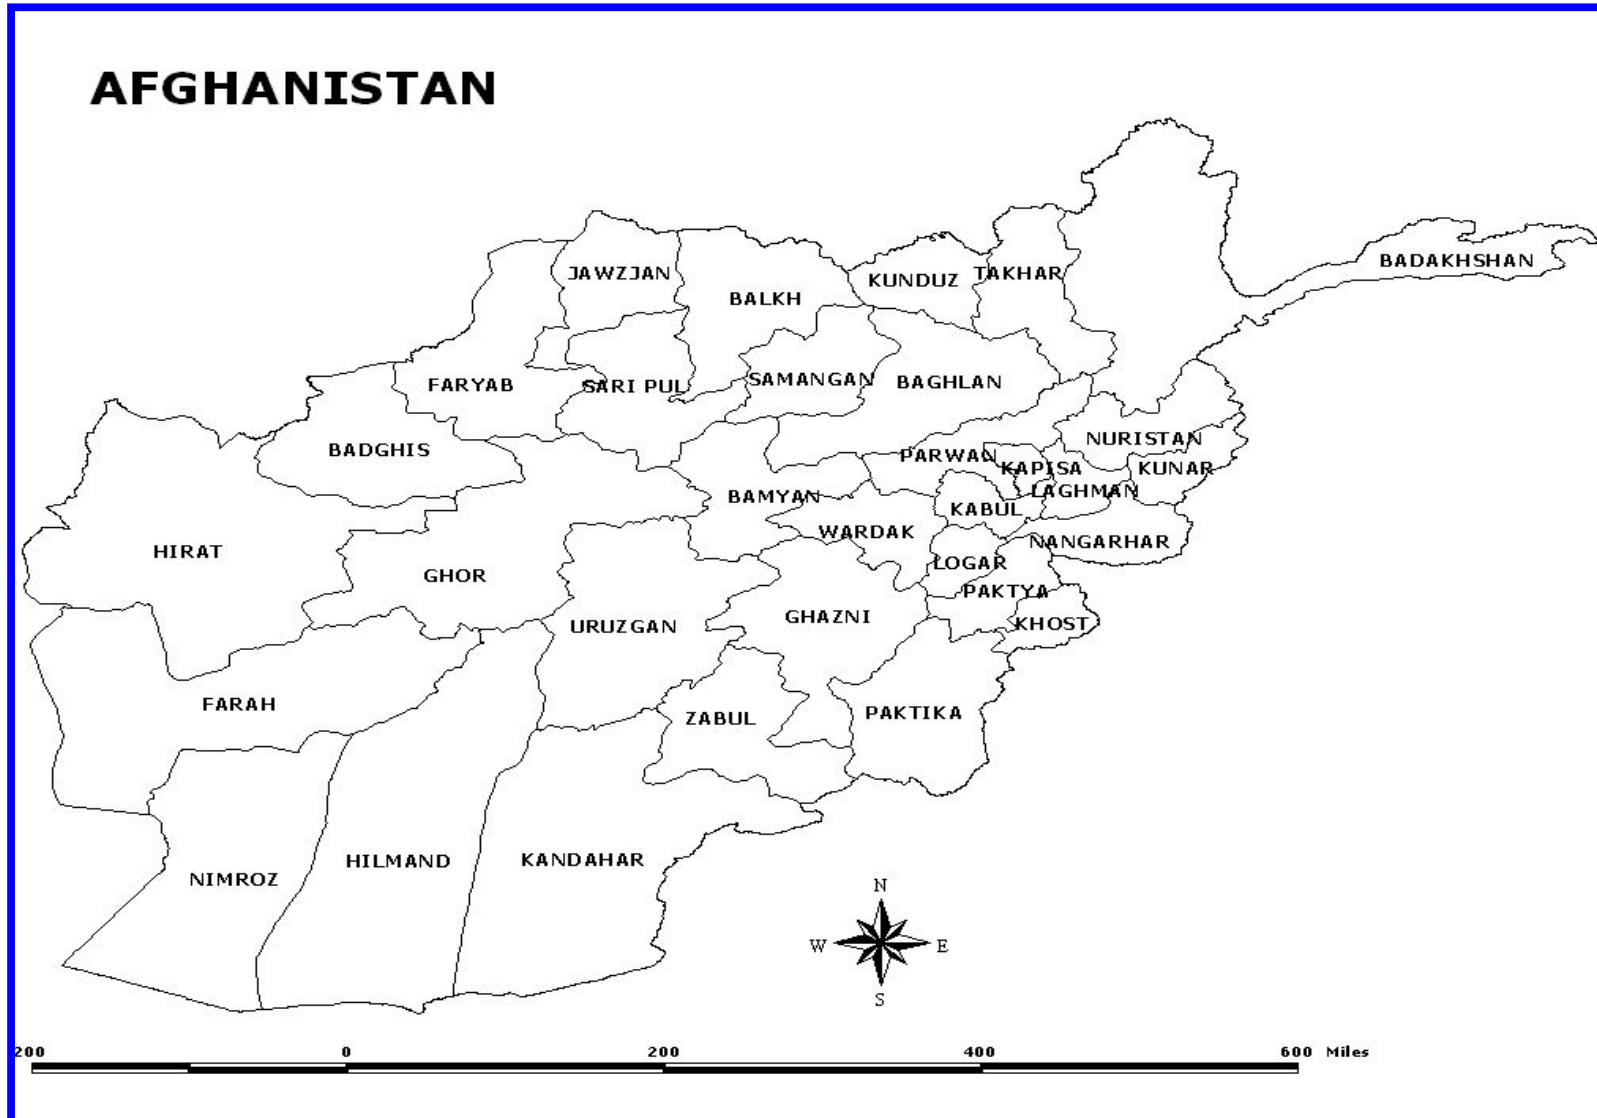 AFGHANISTAN
BADAKHSHAN
JAWZJAN
KUNDUZ
TAKHAR
BALKH
FARYAB
SARI PUL
SAMANGAN
BAGHLAN
BADGHIS
NURISTAN
PARWAN
KAPISA
KUNAR
BAMYAN
LAGHMAN
KABUL
WARDAK
NANGARHAR
HIRAT
LOGAR
GHOR
PAKTYA
GHAZNI
KHOST
URUZGAN
FARAH
ZABUL
PAKTIKA
HILMAND
KANDAHAR
NIMROZ
N
W E
S
200 0 200 400 600 Miles